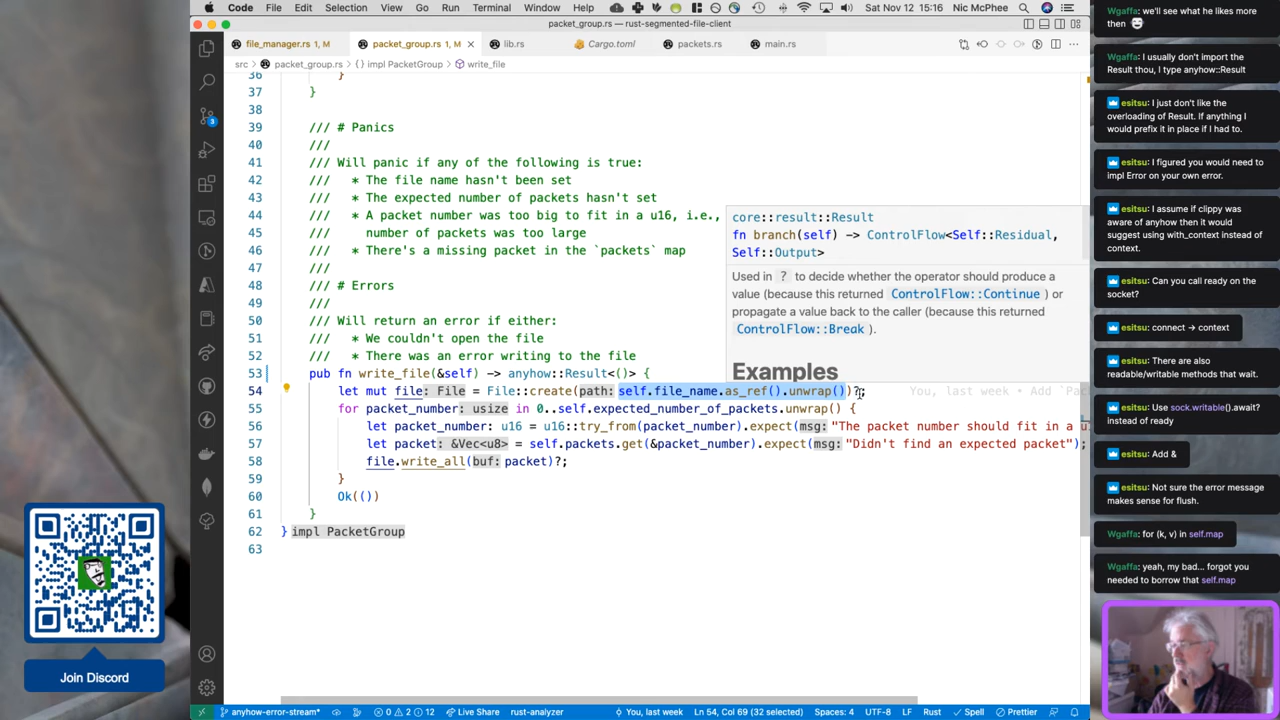 Code File Edit Selection View Go Run Terminal Window Help Sat Nov 12 15:16 Nic McPhee
packet_group.rs — rust-segmented-file-client
file_manager.rs 1, M packet_group.rs 1, M lib.rs Cargo.toml packets.rs main.rs
src › packet_group.rs › {} impl PacketGroup › write_file
36 }
37 }
38
39 /// # Panics
40 ///
41 /// Will panic if any of the following is true:
42 /// * The file name hasn't been set
43 /// * The expected number of packets hasn't set
44 /// * A packet number was too big to fit in a u16, i.e.,
45 /// number of packets was too large
46 /// * There's a missing packet in the `packets` map
47 ///
48 /// # Errors
49 ///
50 /// Will return an error if either:
51 /// * We couldn't open the file
52 /// * There was an error writing to the file
53 pub fn write_file(&self) -> anyhow::Result<()> {
54 let mut file: File = File::create(path: self.file_name.as_ref().unwrap())?; You, last week • Add `Pac
55 for packet_number: usize in 0..self.expected_number_of_packets.unwrap() {
56 let packet_number: u16 = u16::try_from(packet_number).expect(msg: "The packet number should fit in a u
57 let packet: &Vec<u8> = self.packets.get(&packet_number).expect(msg: "Didn't find an expected packet");
58 file.write_all(buf: packet)?;
59 }
60 Ok(())
61 }
62 } impl PacketGroup
63
core::result::Result
fn branch(self) -> ControlFlow<Self::Residual,
Self::Output>
Used in ? to decide whether the operator should produce a
value (because this returned ControlFlow::Continue ) or
propagate a value back to the caller (because this returned
ControlFlow::Break ).
Examples
3
anyhow-error-stream* 0 2 12 Live Share rust-analyzer You, last week Ln 54, Col 69 (32 selected) Spaces: 4 UTF-8 LF Rust Spell Prettier
Join Discord
Wgaffa: we'll see what he likes more
then
Wgaffa: I usually don't import the
Result thou, I type anyhow::Result
esitsu: I just don't like the
overloading of Result. If anything I
would prefix it in place if I had to.
esitsu: I figured you would need to
impl Error on your own error.
esitsu: I assume if clippy was
aware of anyhow then it would
suggest using with_context instead of
context.
esitsu: Can you call ready on the
socket?
esitsu: connect -> context
esitsu: There are also
readable/writable methods that wait.
esitsu: Use sock.writable().await?
instead of ready
esitsu: Add &
esitsu: Not sure the error message
makes sense for flush.
Wgaffa: for (k, v) in self.map
Wgaffa: yeah, my bad... forgot you
needed to borrow that self.map